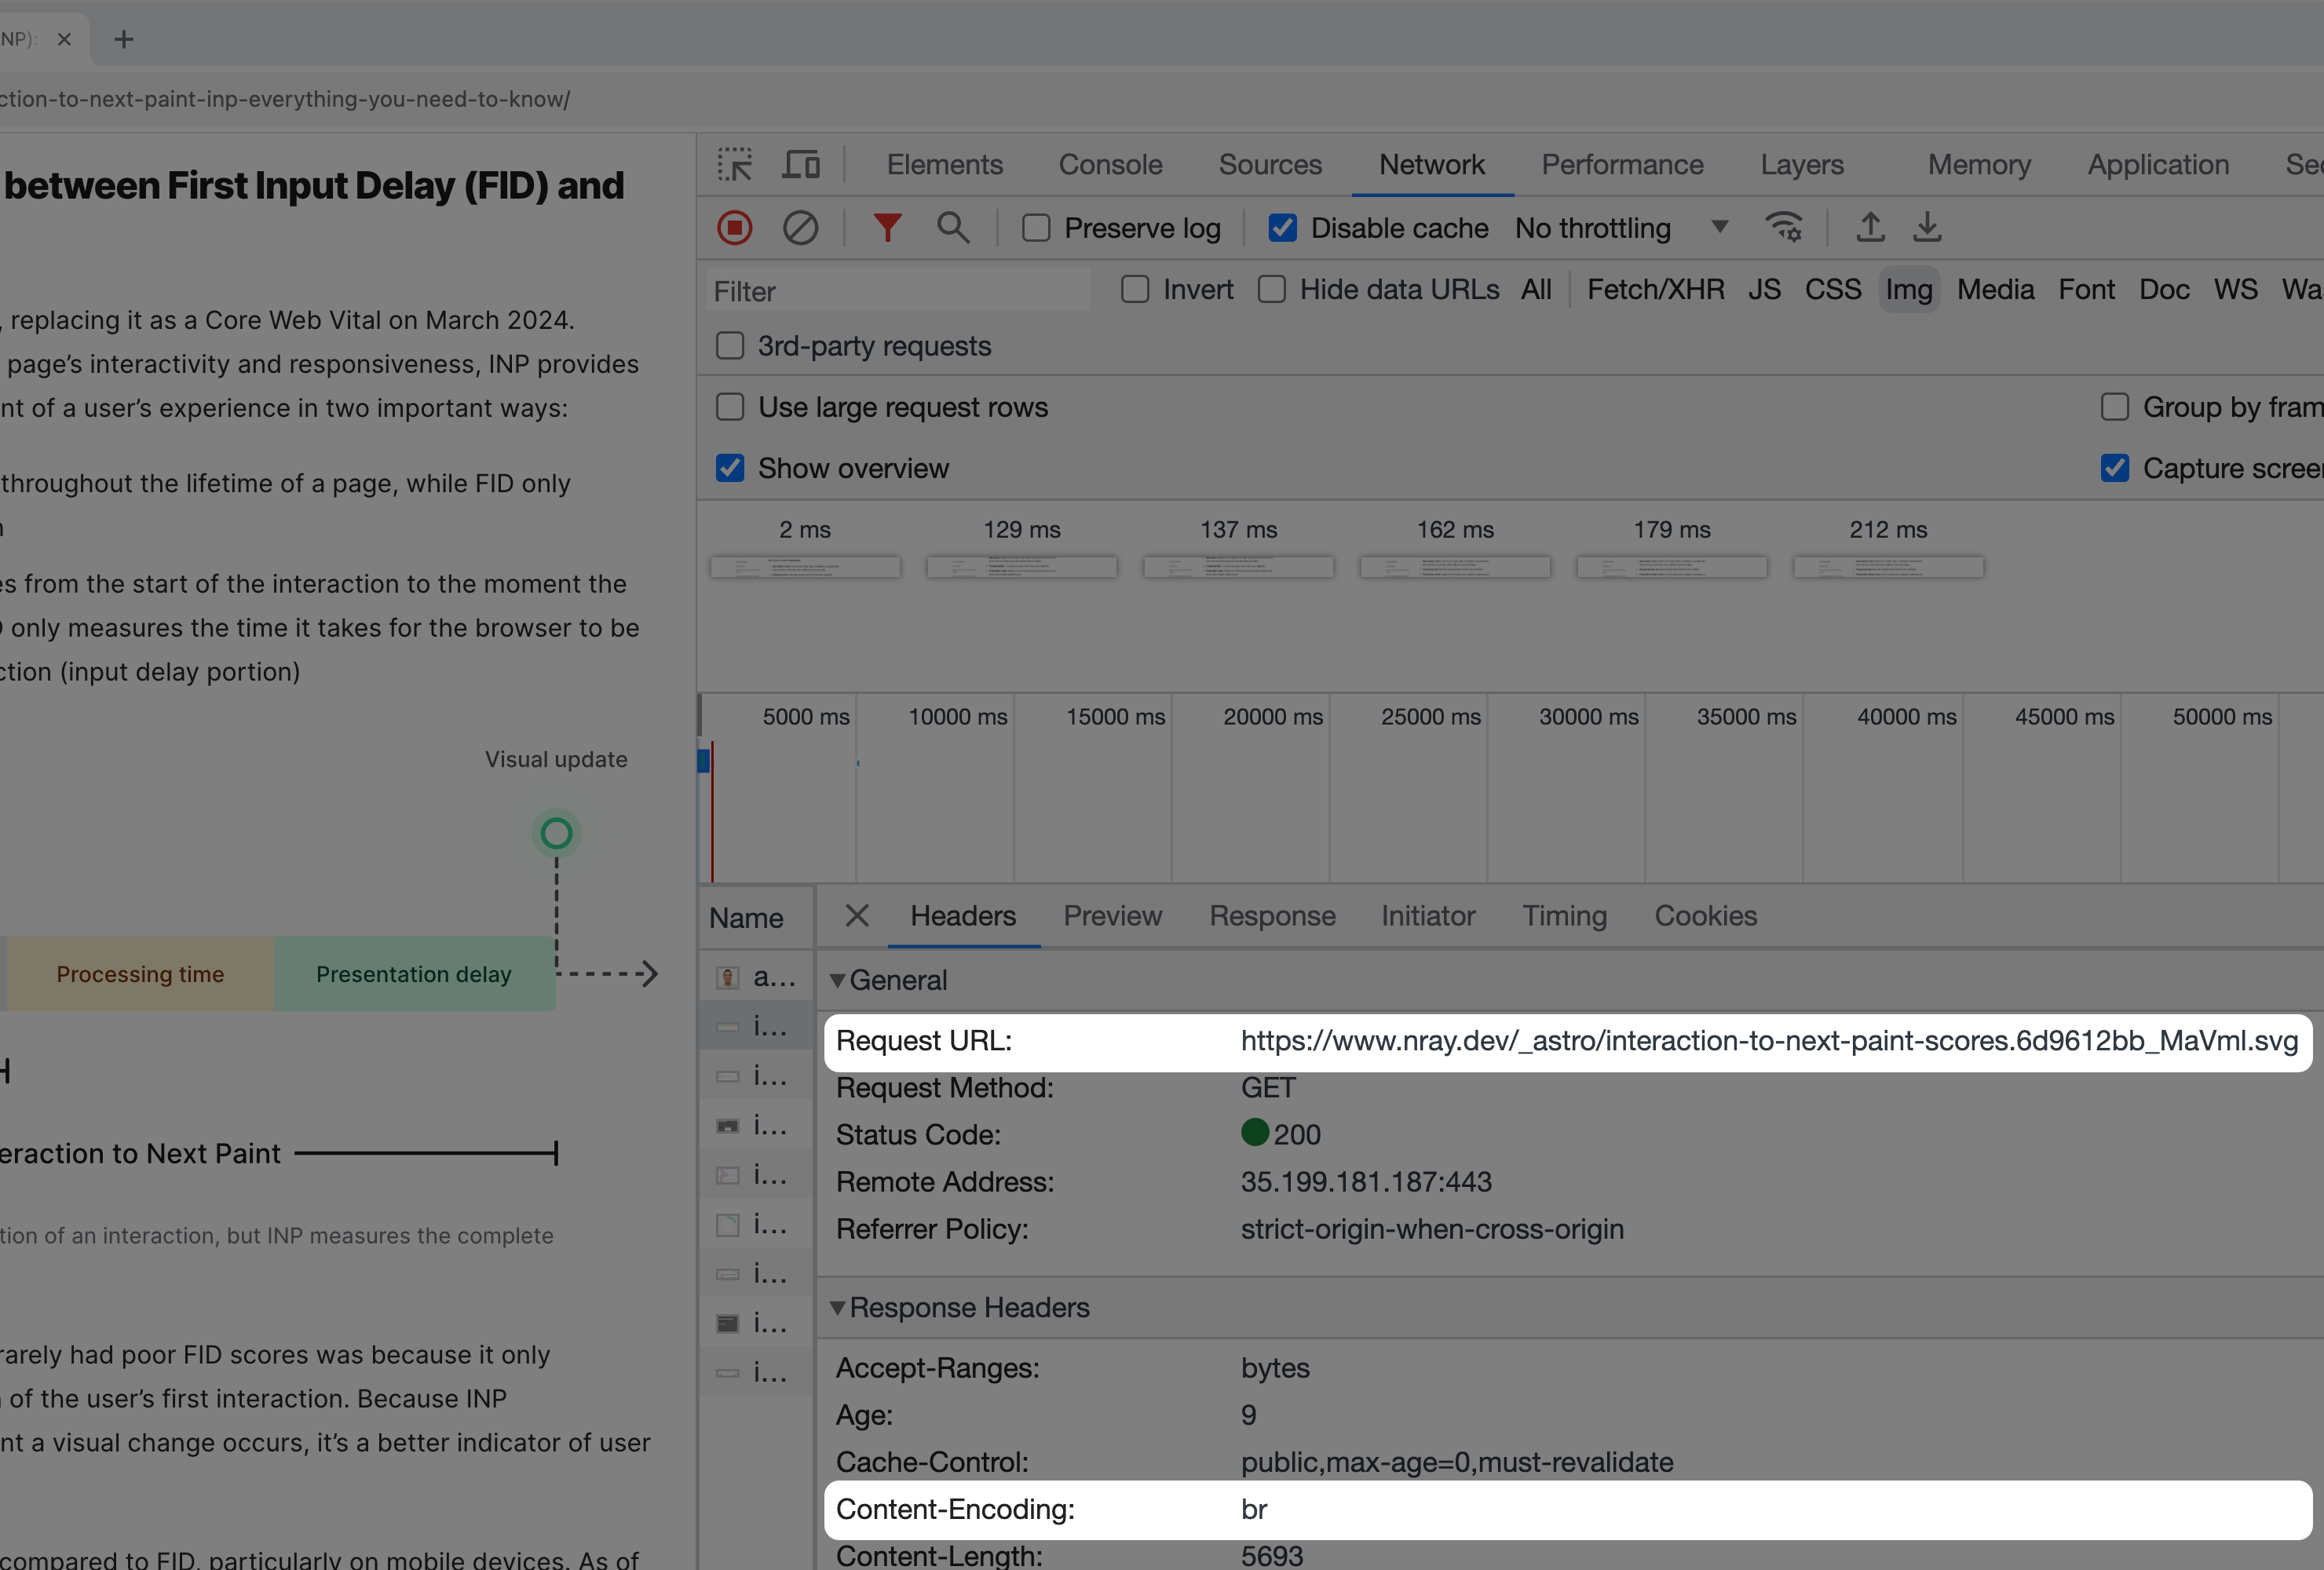 NP):
ction-to-next-paint-inp-everything-you-need-to-know/
between First Input Delay (FID) and
, replacing it as a Core Web Vital on March 2024.
page’s interactivity and responsiveness, INP provides
nt of a user’s experience in two important ways:
throughout the lifetime of a page, while FID only
es from the start of the interaction to the moment the
only measures the time it takes for the browser to be
ction (input delay portion)
Visual update
Processing time
Presentation delay
eraction to Next Paint
tion of an interaction, but INP measures the complete
rarely had poor FID scores was because it only
of the user’s first interaction. Because INP
nt a visual change occurs, it’s a better indicator of user
compared to FID, particularly on mobile devices. As of
Elements Console Sources Network Performance Layers Memory Application Sec
Preserve log Disable cache No throttling
Filter Invert Hide data URLs All Fetch/XHR JS CSS Img Media Font Doc WS Wa
3rd-party requests
Use large request rows Group by fram
Show overview Capture screen
2 ms 129 ms 137 ms 162 ms 179 ms 212 ms
5000 ms 10000 ms 15000 ms 20000 ms 25000 ms 30000 ms 35000 ms 40000 ms 45000 ms 50000 ms
Name Headers Preview Response Initiator Timing Cookies
a...
i...
i...
i...
i...
i...
i...
i...
i...
General
Request URL: https://www.nray.dev/_astro/interaction-to-next-paint-scores.6d9612bb_MaVml.svg
Request Method: GET
Status Code: 200
Remote Address: 35.199.181.187:443
Referrer Policy: strict-origin-when-cross-origin
Response Headers
Accept-Ranges: bytes
Age: 9
Cache-Control: public,max-age=0,must-revalidate
Content-Encoding: br
Content-Length: 5693